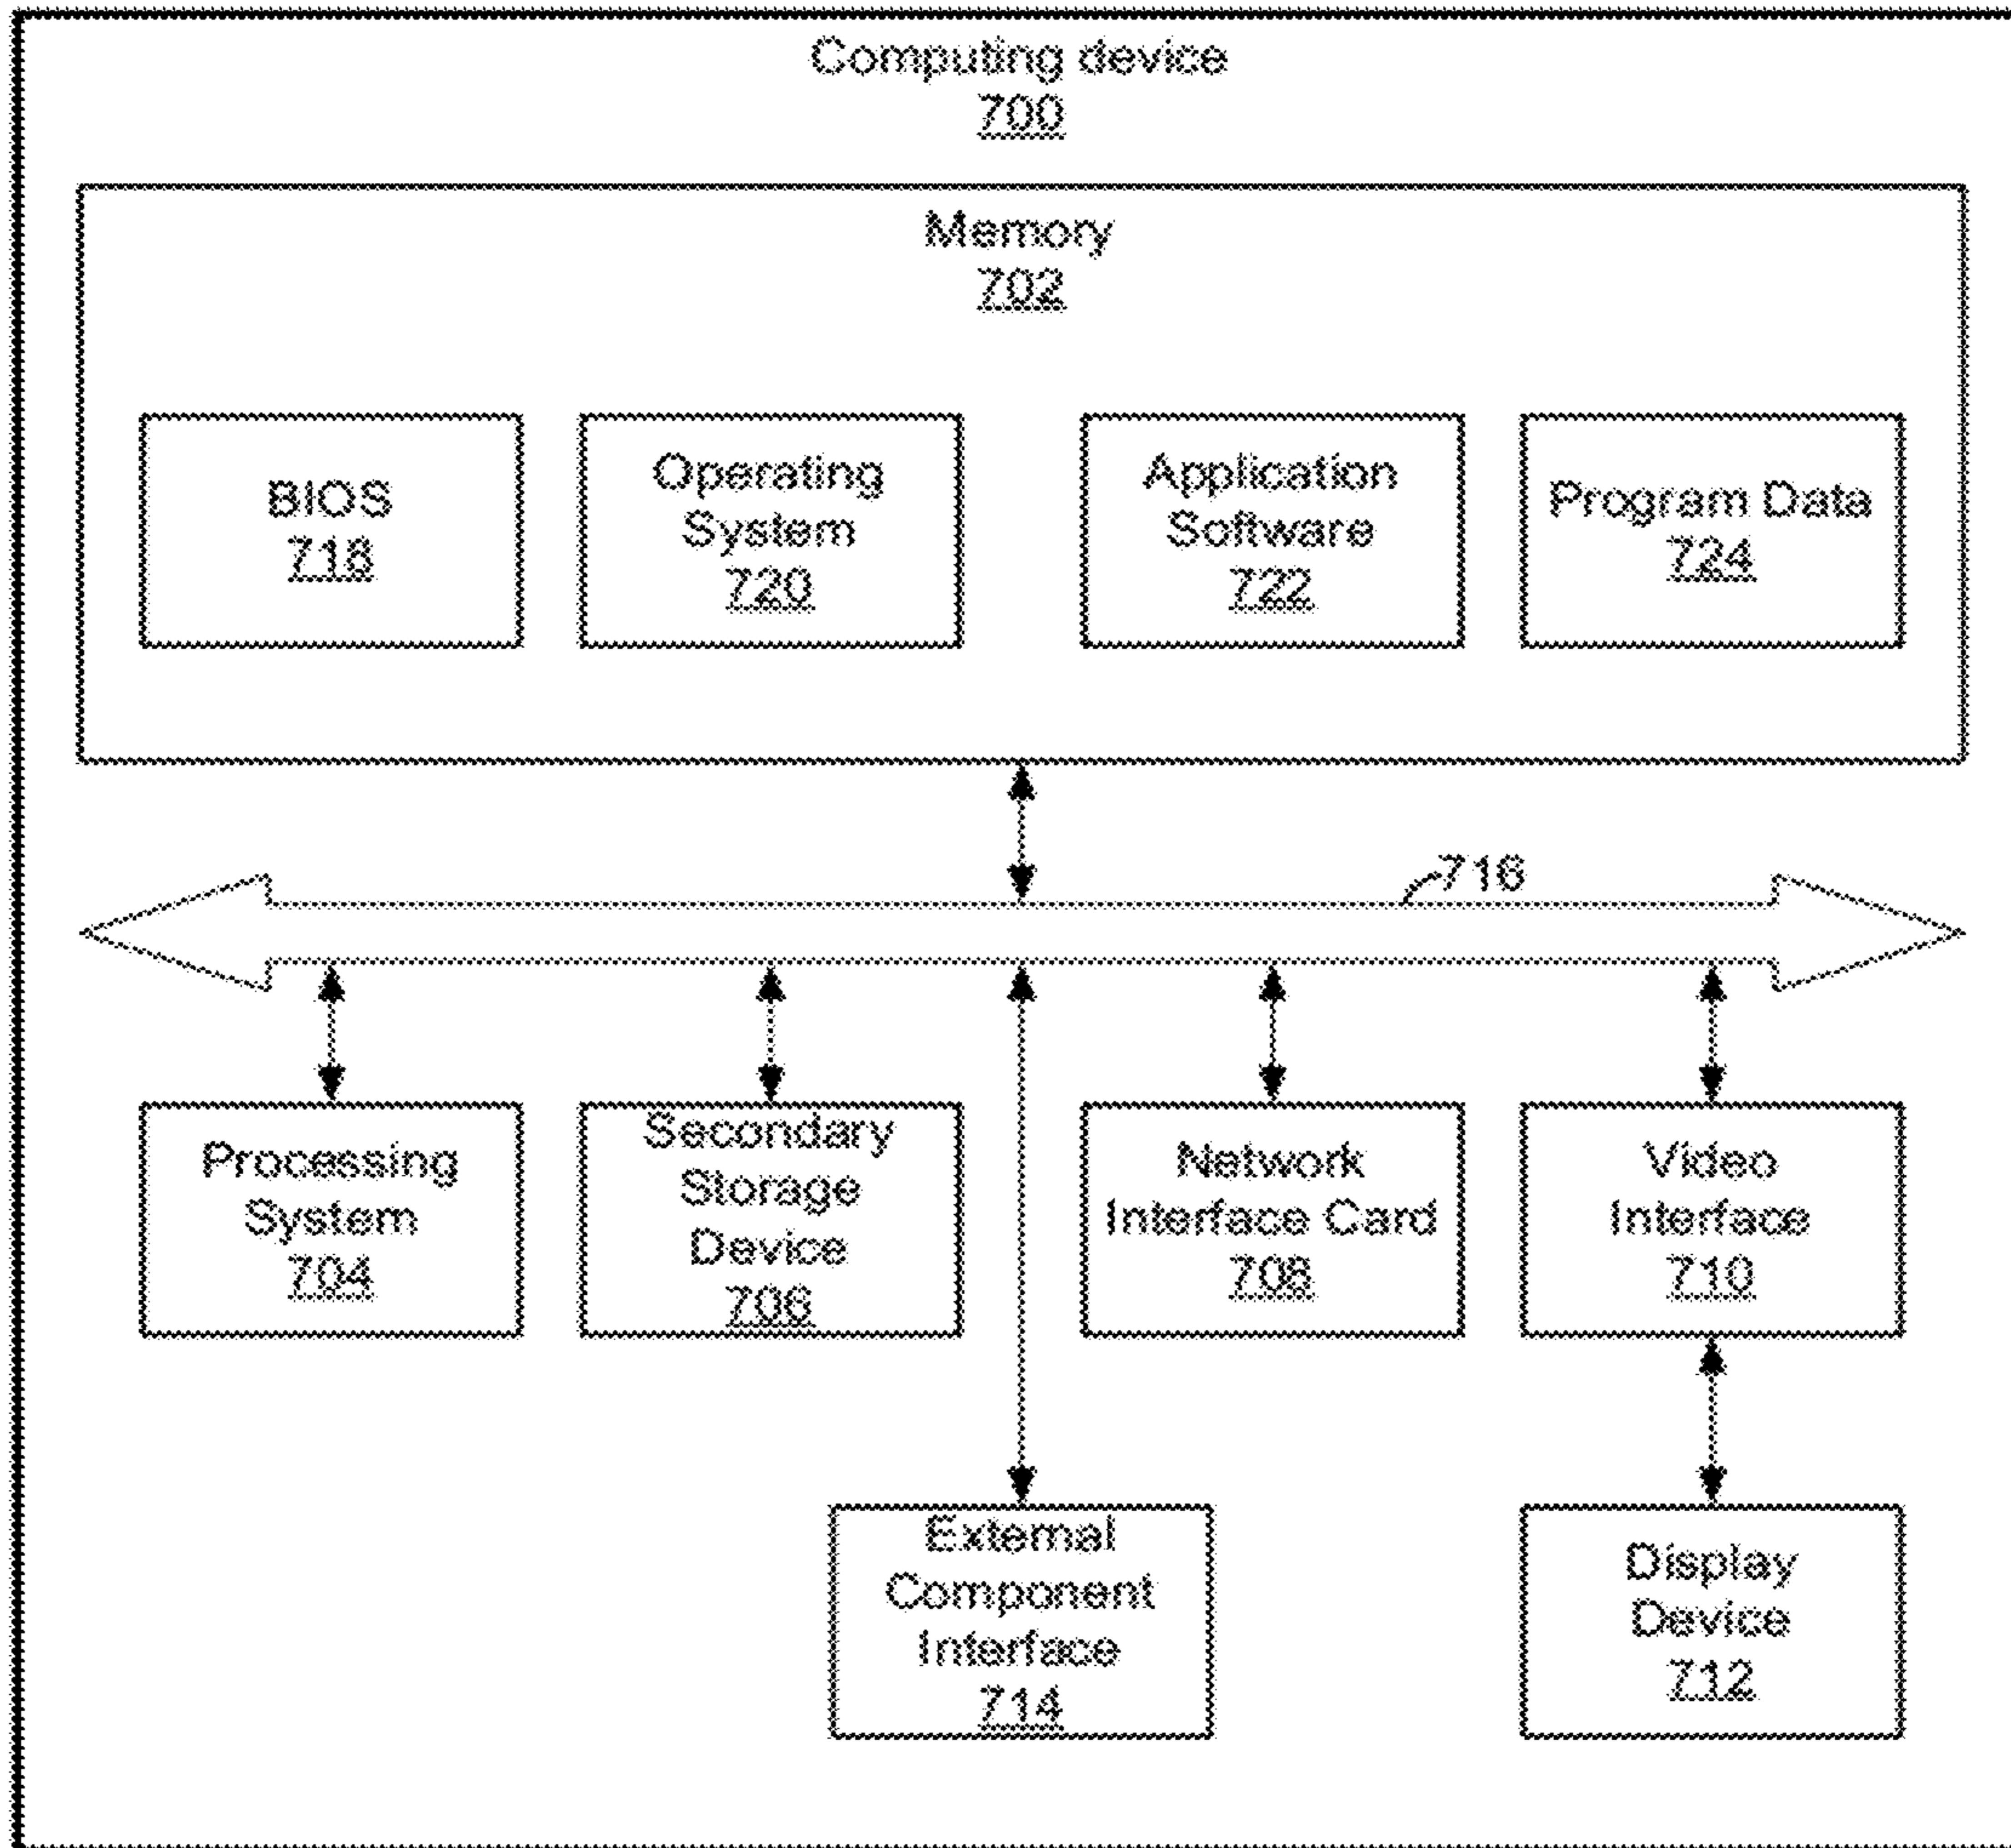 Computing device
700
Memory
702
BIOS
718
Operating
System
720
Application
Software
722
Program Data
724
716
Processing
System
704
Secondary
Storage
Device
706
Network
Interface Card
708
Video
Interface
710
External
Component
Interface
714
Display
Device
712